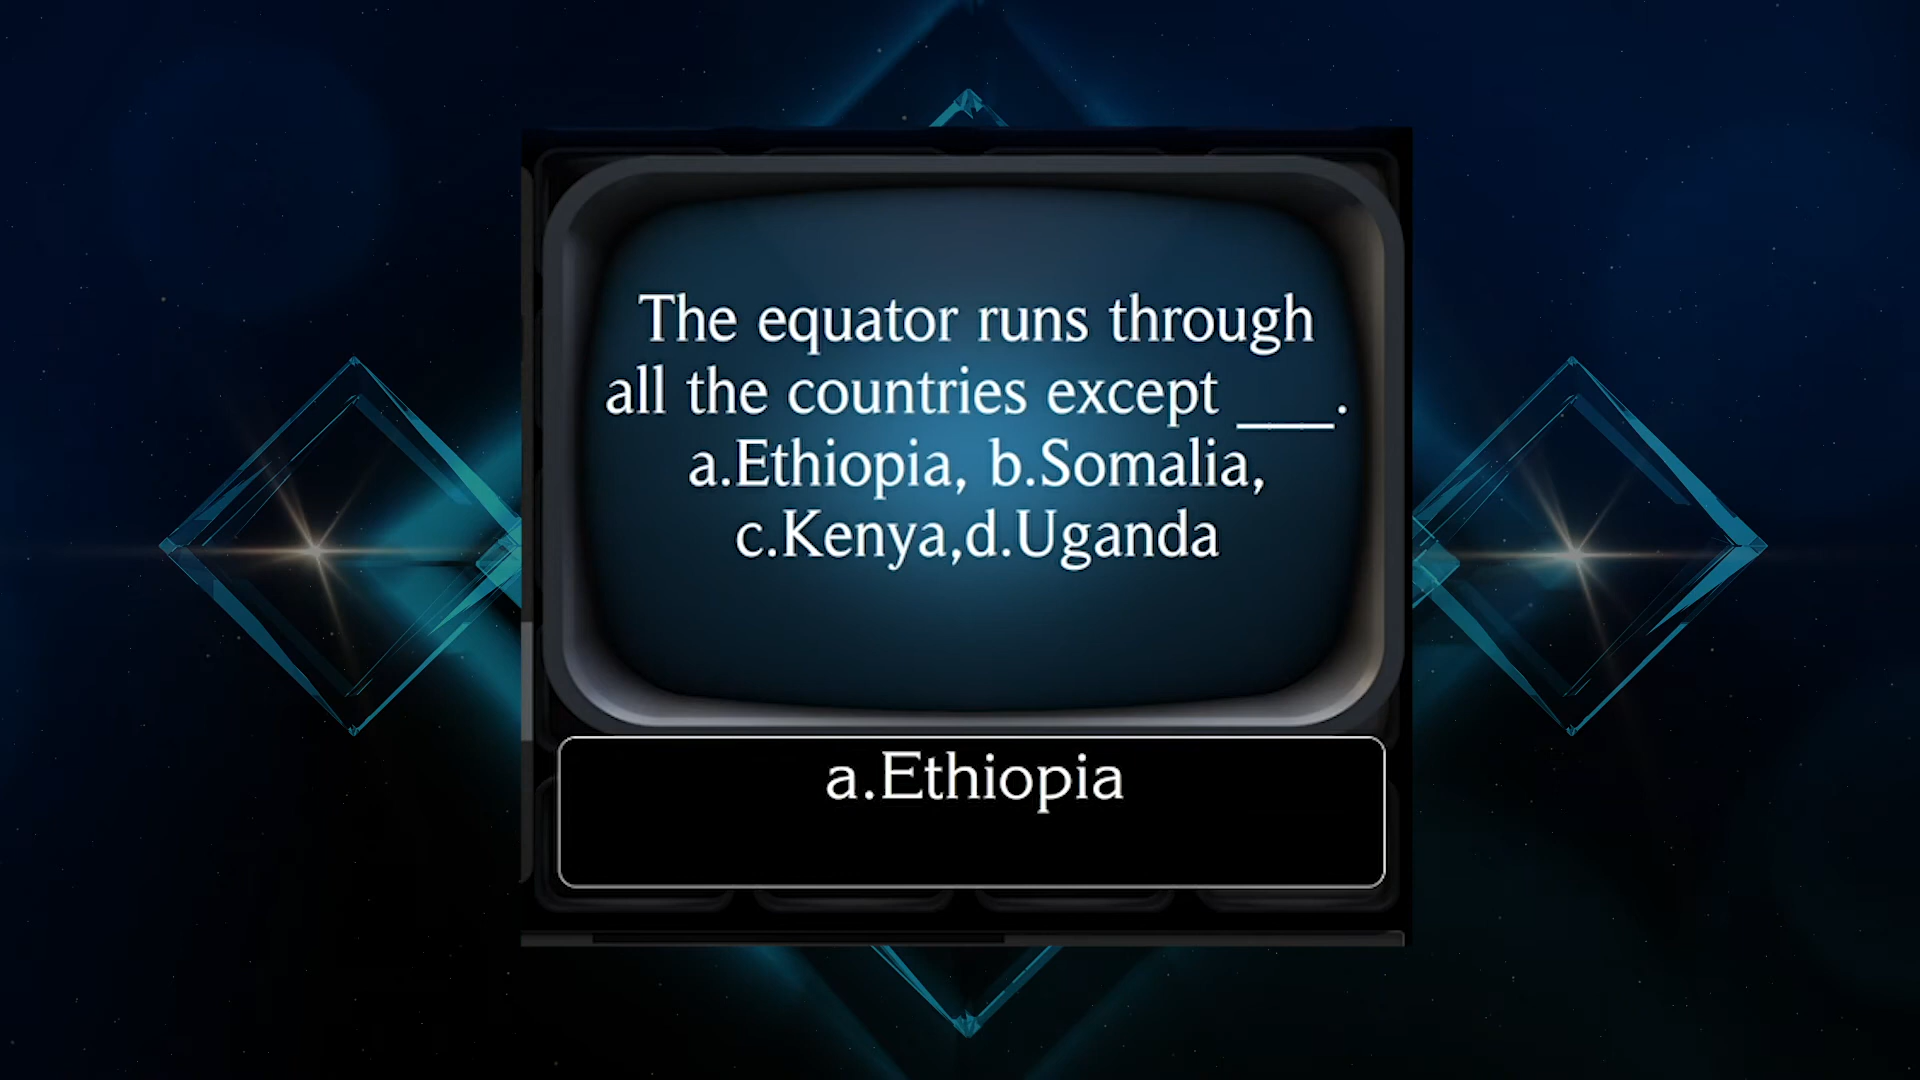 The equator runs through
all the countries except ___.
a.Ethiopia, b.Somalia,
c.Kenya,d.Uganda
a.Ethiopia